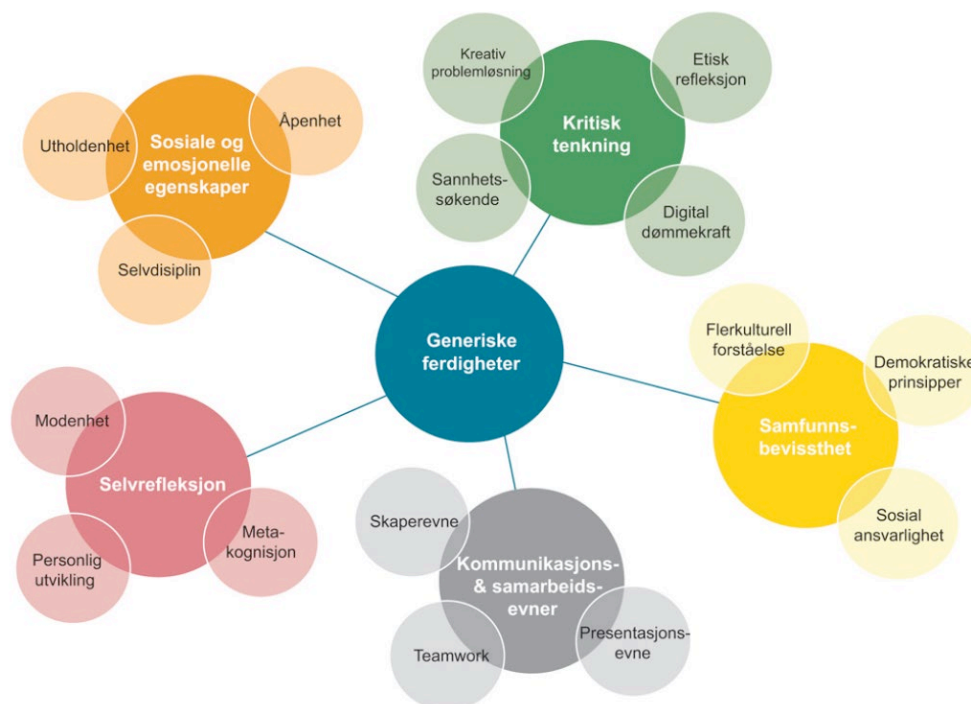 Utholdenhet
Åpenhet
Sosiale og
emosjonelle
egenskaper
Selvdisiplin
Kreativ
problemløsning
Etisk
refleksjon
Kritisk
tenkning
Sannhets-
søkende
Digital
dømmekraft
Generiske
ferdigheter
Flerkulturell
forståelse
Demokratiske
prinsipper
Samfunns-
bevissthet
Sosial
ansvarlighet
Modenhet
Selvrefleksjon
Personlig
utvikling
Meta-
kognisjon
Skaperevne
Kommunikasjons-
& samarbeids-
evner
Teamwork
Presentasjons-
evne